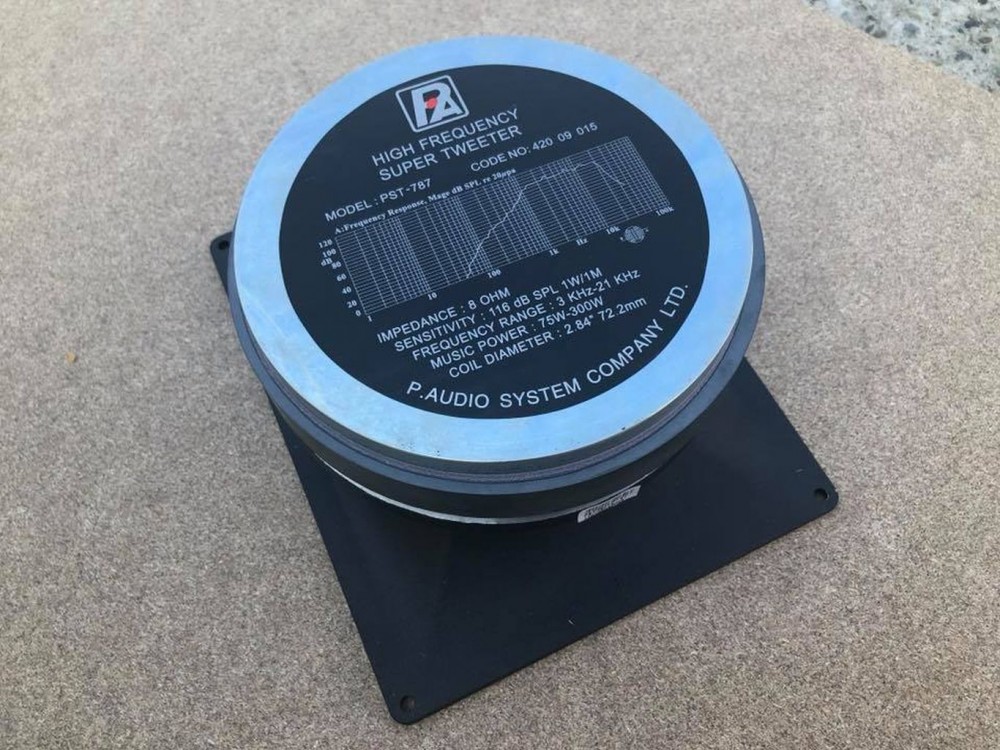 PA
HIGH FREQUENCY
SUPER TWEETER
MODEL : PST-787 CODE NO: 420 09 015
A:Frequency Response, Magn dB SPL re 20µpa
120
100
dB
80
60
40
20
0
1 10 100 1k Hz 10k 100k
IMPEDANCE : 8 OHM
SENSITIVITY : 116 dB SPL 1W/1M
FREQUENCY RANGE : 3 KHz-21 KHz
MUSIC POWER : 75W-300W
COIL DIAMETER : 2.84" 72.2mm
P.AUDIO SYSTEM COMPANY LTD.